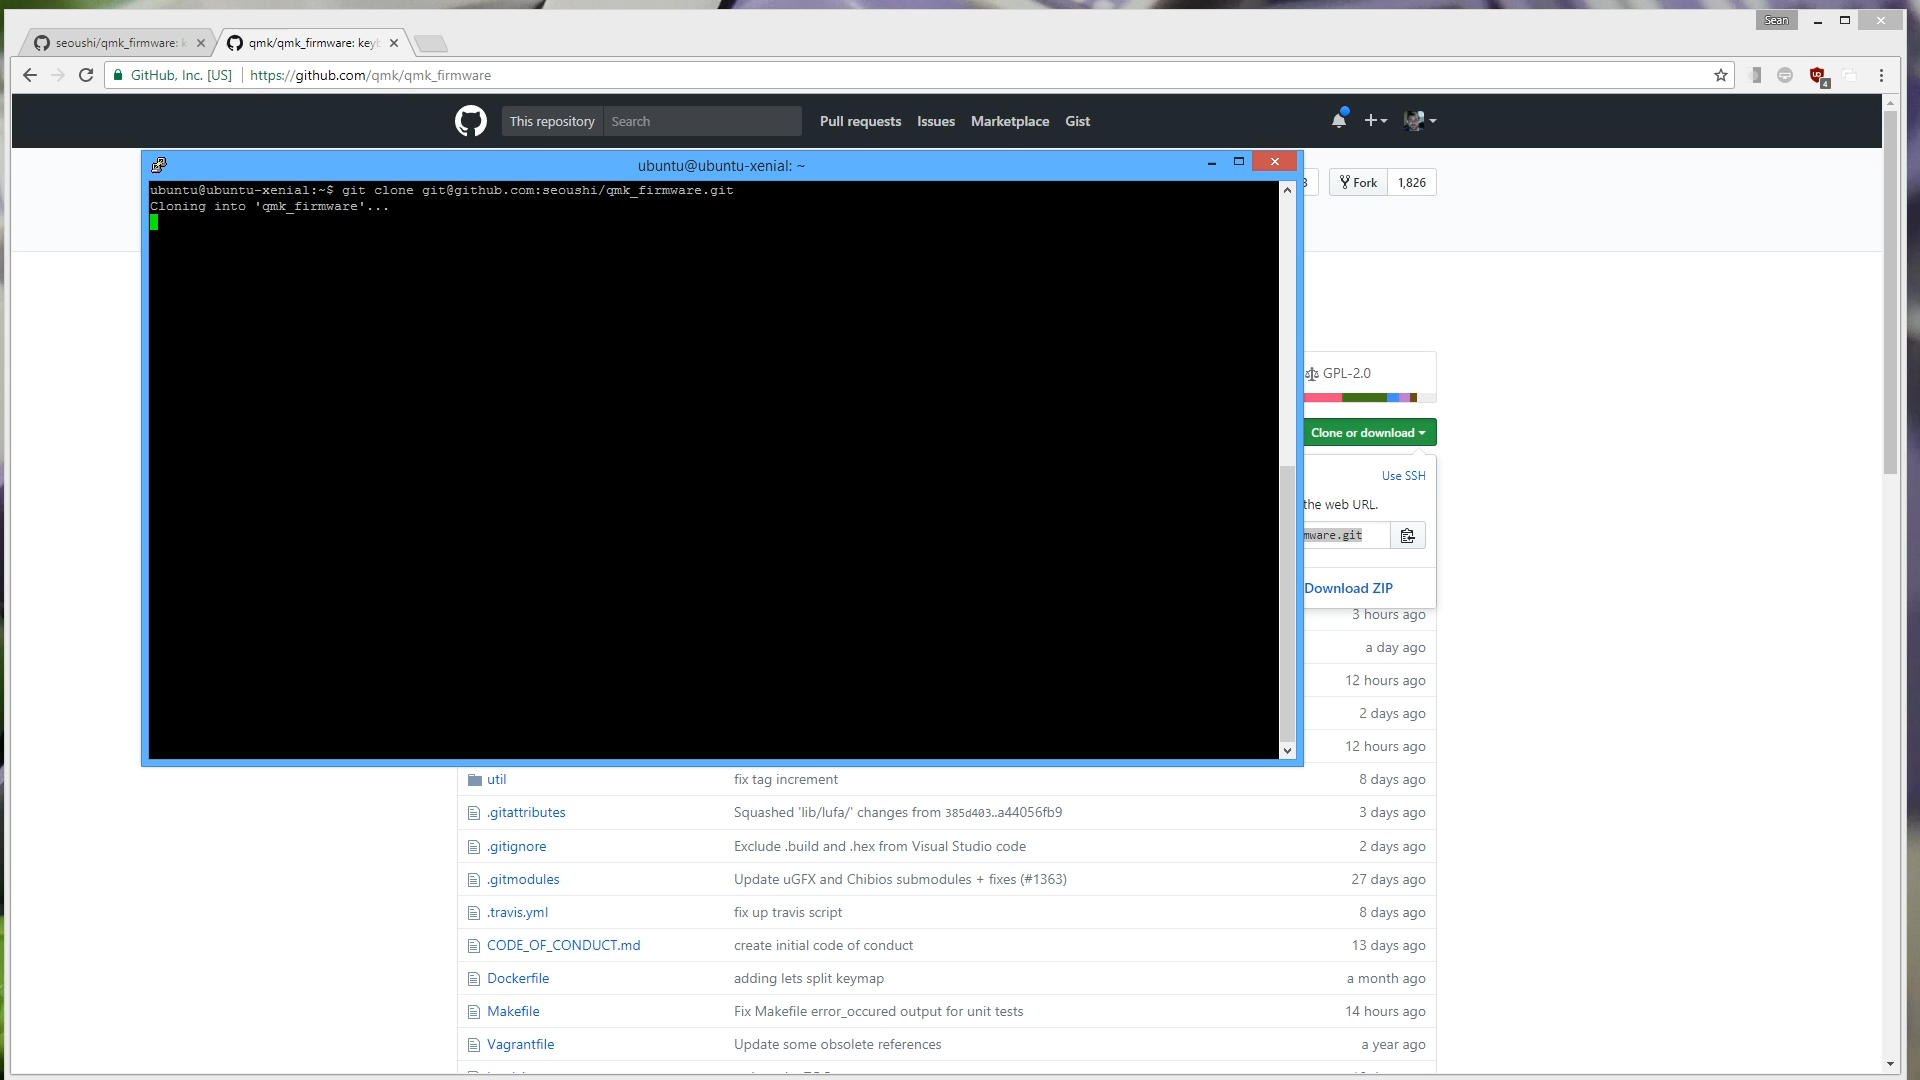 Sean
seoushi/qmk_firmware: k
qmk/qmk_firmware: keyb
GitHub, Inc. [US]
https://github.com/qmk/qmk_firmware
4
This repository
Search
Pull requests
Issues
Marketplace
Gist
ubuntu@ubuntu-xenial: ~
ubuntu@ubuntu-xenial:~$ git clone git@github.com:seoushi/qmk_firmware.git
Cloning into 'qmk_firmware'...
Fork
1,826
GPL-2.0
Clone or download
Use SSH
the web URL.
mware.git
Download ZIP
3 hours ago
a day ago
12 hours ago
2 days ago
12 hours ago
util fix tag increment 8 days ago
.gitattributes Squashed 'lib/lufa/' changes from 385d403..a44056fb9 3 days ago
.gitignore Exclude .build and .hex from Visual Studio code 2 days ago
.gitmodules Update uGFX and Chibios submodules + fixes (#1363) 27 days ago
.travis.yml fix up travis script 8 days ago
CODE_OF_CONDUCT.md create initial code of conduct 13 days ago
Dockerfile adding lets split keymap a month ago
Makefile Fix Makefile error_occured output for unit tests 14 hours ago
Vagrantfile Update some obsolete references a year ago